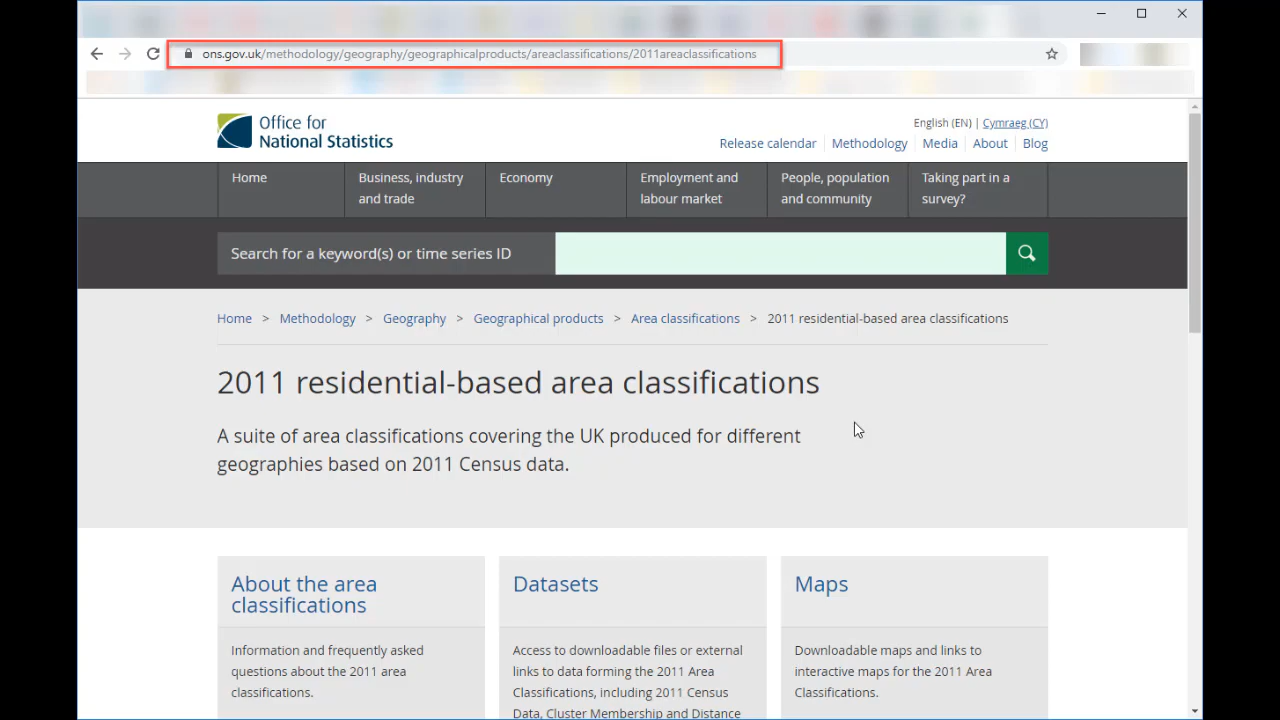 ons.gov.uk/methodology/geography/geographicalproducts/areaclassifications/2011areaclassifications
Office for
National Statistics
English (EN) | Cymraeg (CY)
Release calendar Methodology Media About Blog
Home
Business, industry
and trade
Economy
Employment and
labour market
People, population
and community
Taking part in a
survey?
Search for a keyword(s) or time series ID
Home > Methodology > Geography > Geographical products > Area classifications > 2011 residential-based area classifications
2011 residential-based area classifications
A suite of area classifications covering the UK produced for different
geographies based on 2011 Census data.
About the area
classifications
Information and frequently asked
questions about the 2011 area
classifications.
Datasets
Access to downloadable files or external
links to data forming the 2011 Area
Classifications, including 2011 Census
Data, Cluster Membership and Distance
Maps
Downloadable maps and links to
interactive maps for the 2011 Area
Classifications.